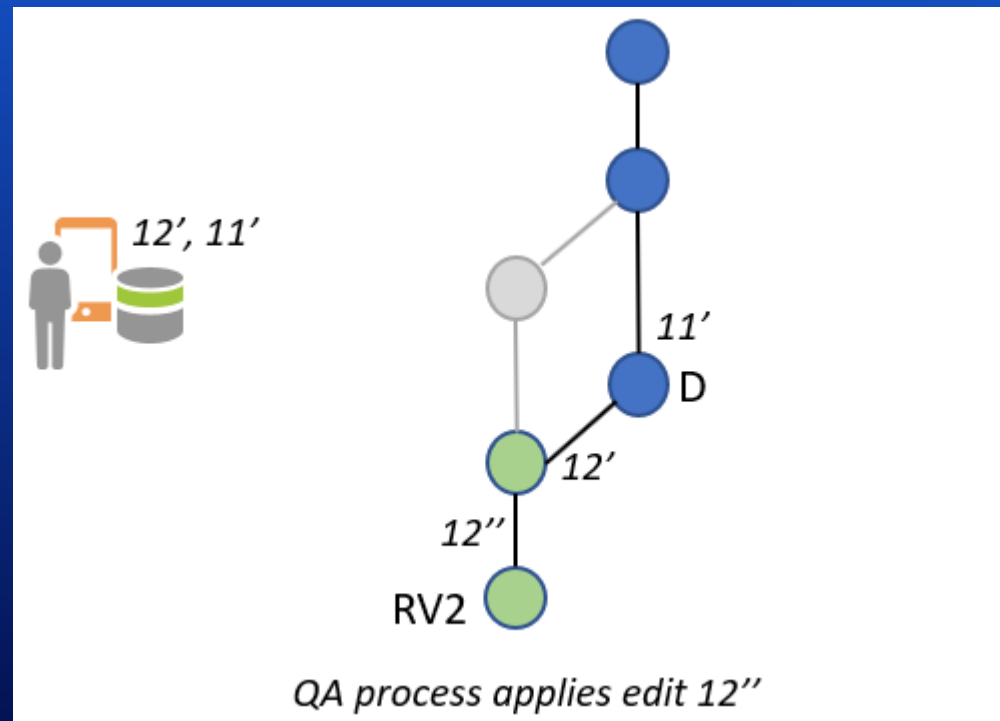 12’, 11’
11’
D
12’
12’’
RV2
QA process applies edit 12’’